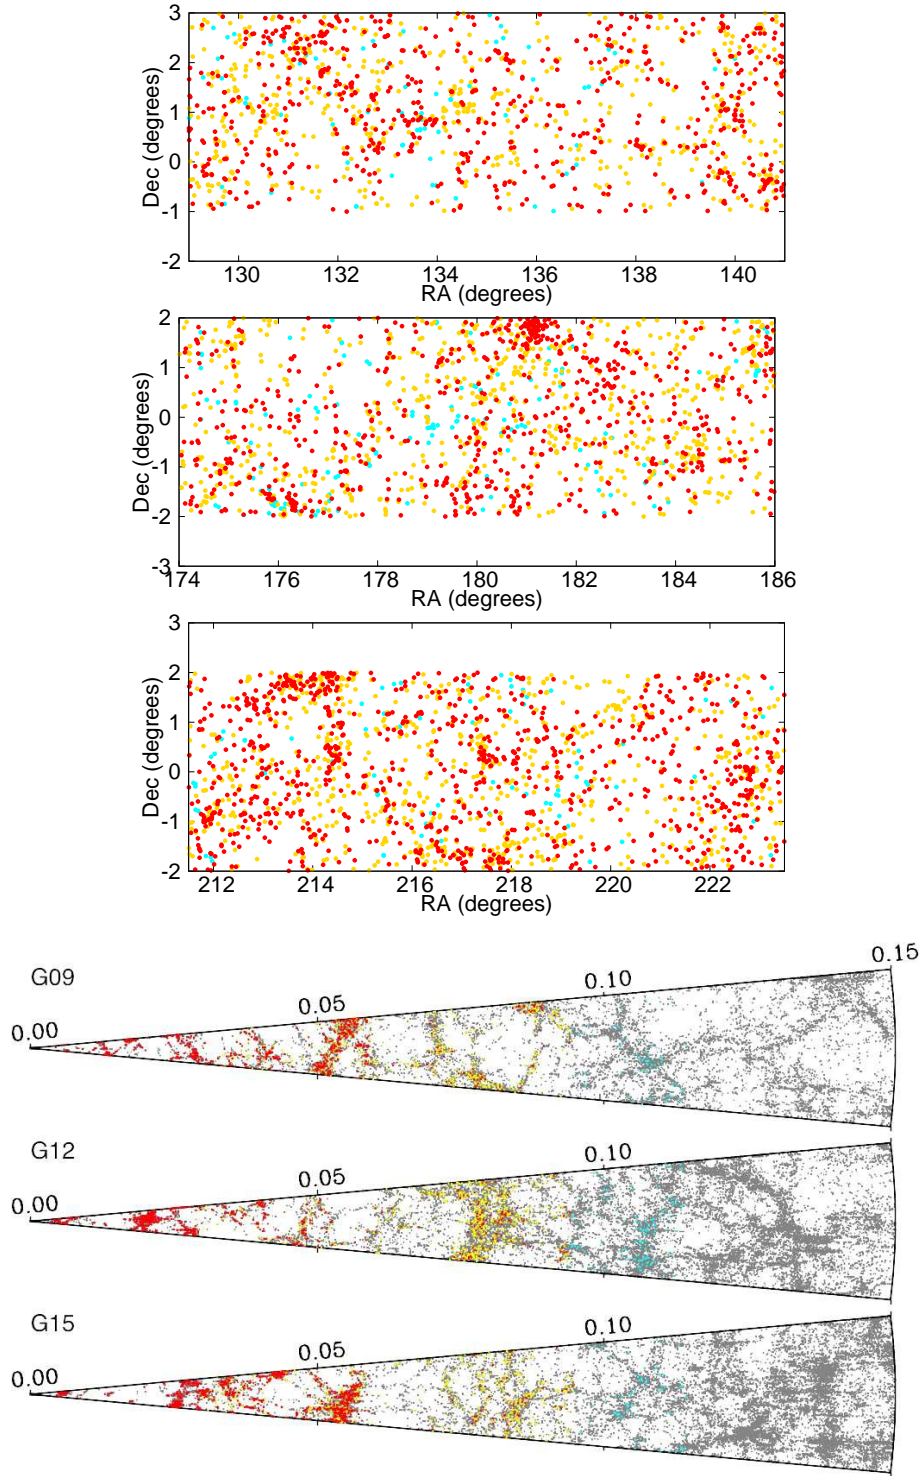 3
2
1
0
-1
-2
Dec (degrees)
130 132 134 136 138 140
RA (degrees)
2
1
0
-1
-2
-3
Dec (degrees)
174 176 178 180 182 184 186
RA (degrees)
3
2
1
0
-1
-2
Dec (degrees)
212 214 216 218 220 222
RA (degrees)
G09
0.00 0.05 0.10 0.15
G12
0.00 0.05 0.10
G15
0.00 0.05 0.10